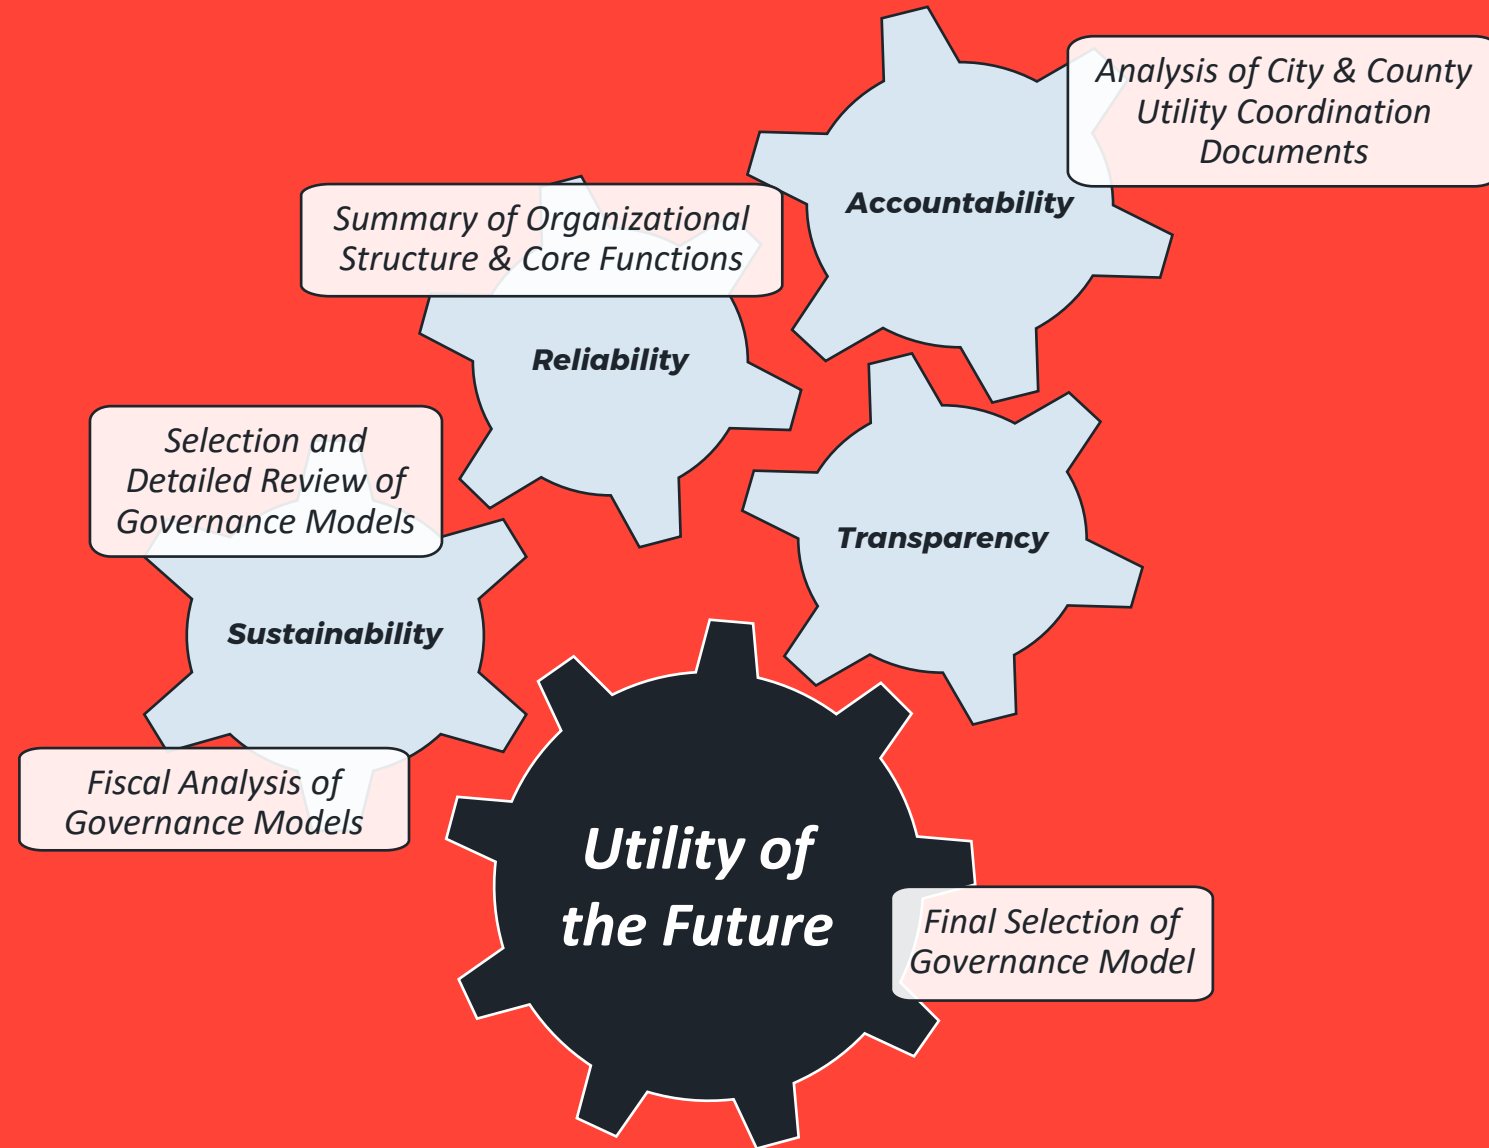 Analysis of City & County
Utility Coordination
Documents
Accountability
Summary of Organizational
Structure & Core Functions
Reliability
Selection and
Detailed Review of
Governance Models
Transparency
Sustainability
Fiscal Analysis of
Governance Models
Utility of
the Future
Final Selection of
Governance Model